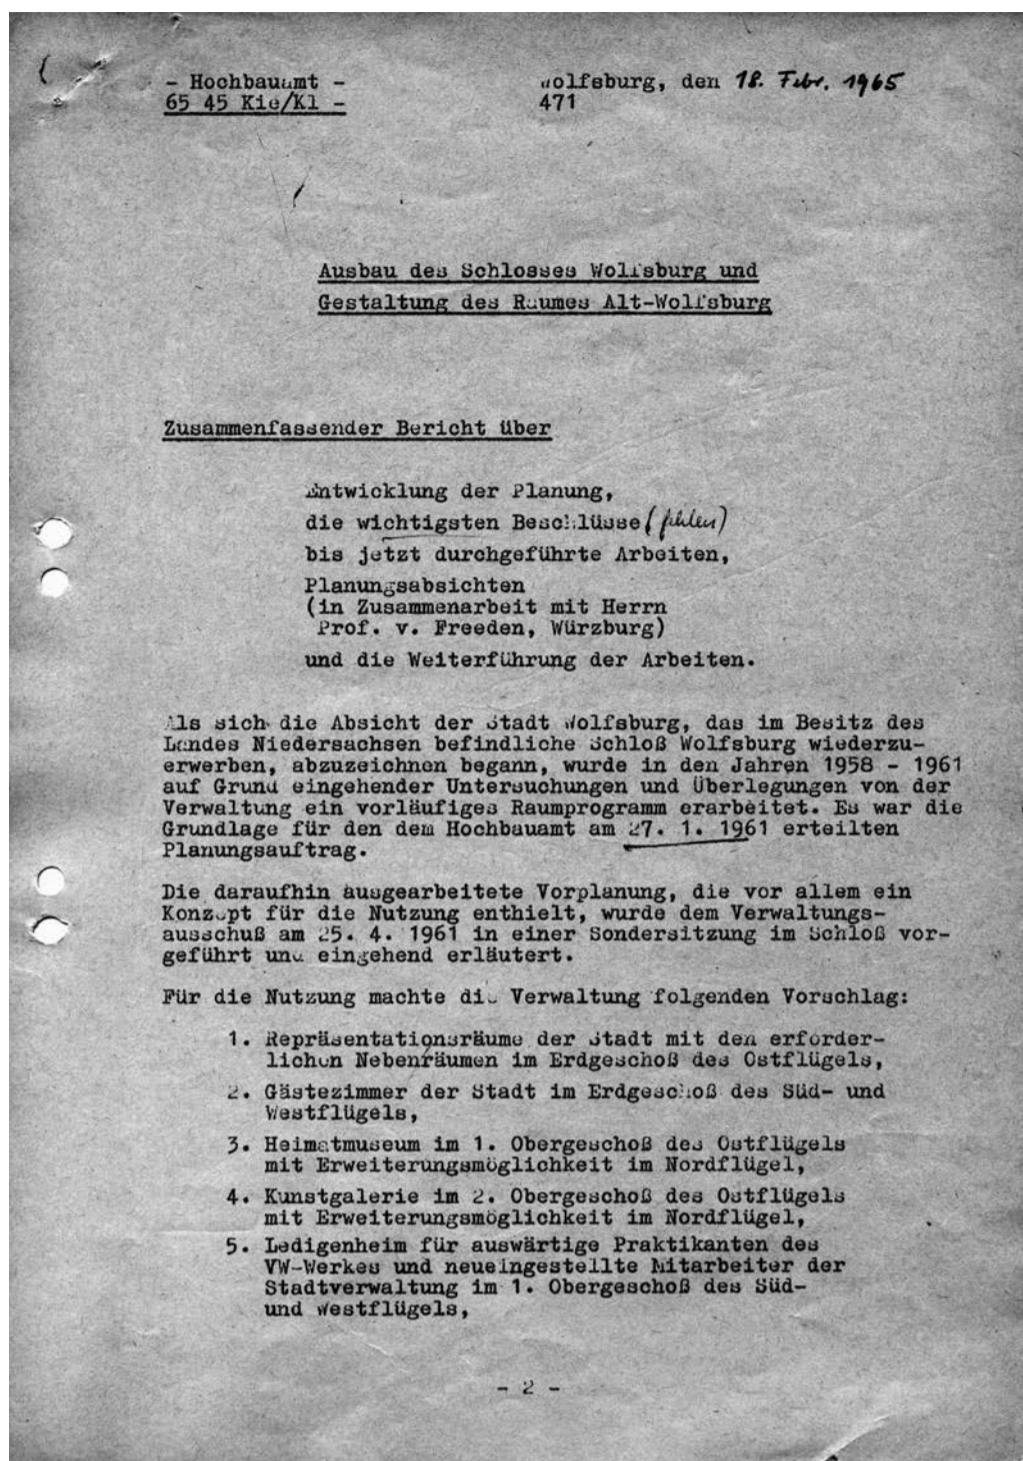 - Hochbauamt -
65 45 Kie/Kl -
Wolfsburg, den 18. Febr. 1965
471
Ausbau des Schlosses Wolfsburg und
Gestaltung des Raumes Alt-Wolfsburg
Zusammenfassender Bericht über
Entwicklung der Planung,
die wichtigsten Beschlüsse (fehlen)
bis jetzt durchgeführte Arbeiten,
Planungsabsichten
(in Zusammenarbeit mit Herrn
Prof. v. Freeden, Würzburg)
und die Weiterführung der Arbeiten.
Als sich die Absicht der Stadt Wolfsburg, das im Besitz des
Landes Niedersachsen befindliche Schloß Wolfsburg wiederzu-
erwerben, abzuzeichnen begann, wurde in den Jahren 1958 - 1961
auf Grund eingehender Untersuchungen und Überlegungen von der
Verwaltung ein vorläufiges Raumprogramm erarbeitet. Es war die
Grundlage für den dem Hochbauamt am 27. 1. 1961 erteilten
Planungsauftrag.
Die daraufhin ausgearbeitete Vorplanung, die vor allem ein
Konzept für die Nutzung enthielt, wurde dem Verwaltungs-
ausschuß am 25. 4. 1961 in einer Sondersitzung im Schloß vor-
geführt und eingehend erläutert.
Für die Nutzung machte die Verwaltung folgenden Vorschlag:
1. Repräsentationsräume der Stadt mit den erforder-
lichen Nebenräumen im Erdgeschoß des Ostflügels,
2. Gästezimmer der Stadt im Erdgeschoß des Süd- und
Westflügels,
3. Heimatmuseum im 1. Obergeschoß des Ostflügels
mit Erweiterungsmöglichkeit im Nordflügel,
4. Kunstgalerie im 2. Obergeschoß des Ostflügels
mit Erweiterungsmöglichkeit im Nordflügel,
5. Ledigenheim für auswärtige Praktikanten des
VW-Werkes und neueingestellte Mitarbeiter der
Stadtverwaltung im 1. Obergeschoß des Süd-
und Westflügels,
- 2 -